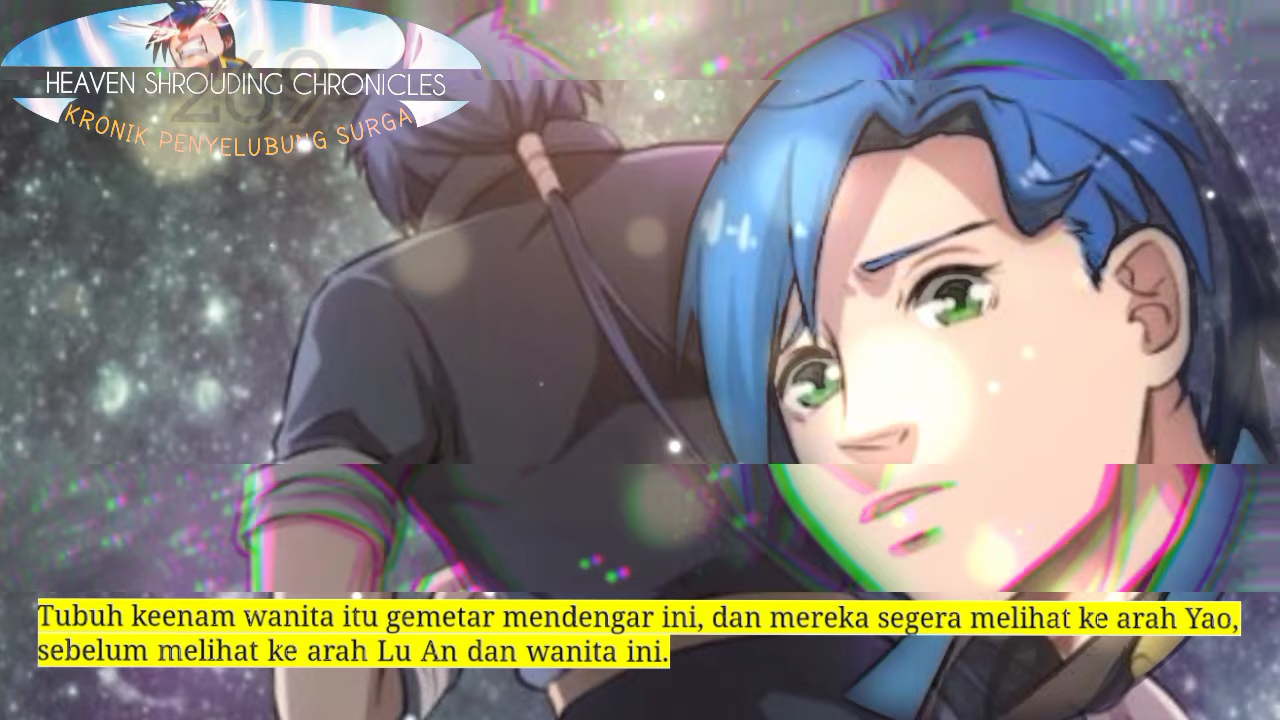 269
HEAVEN SHROUDING CHRONICLES
KRONIK PENYELUBUNG SURGA
Tubuh keenam wanita itu gemetar mendengar ini, dan mereka segera melihat ke arah Yao,
sebelum melihat ke arah Lu An dan wanita ini.